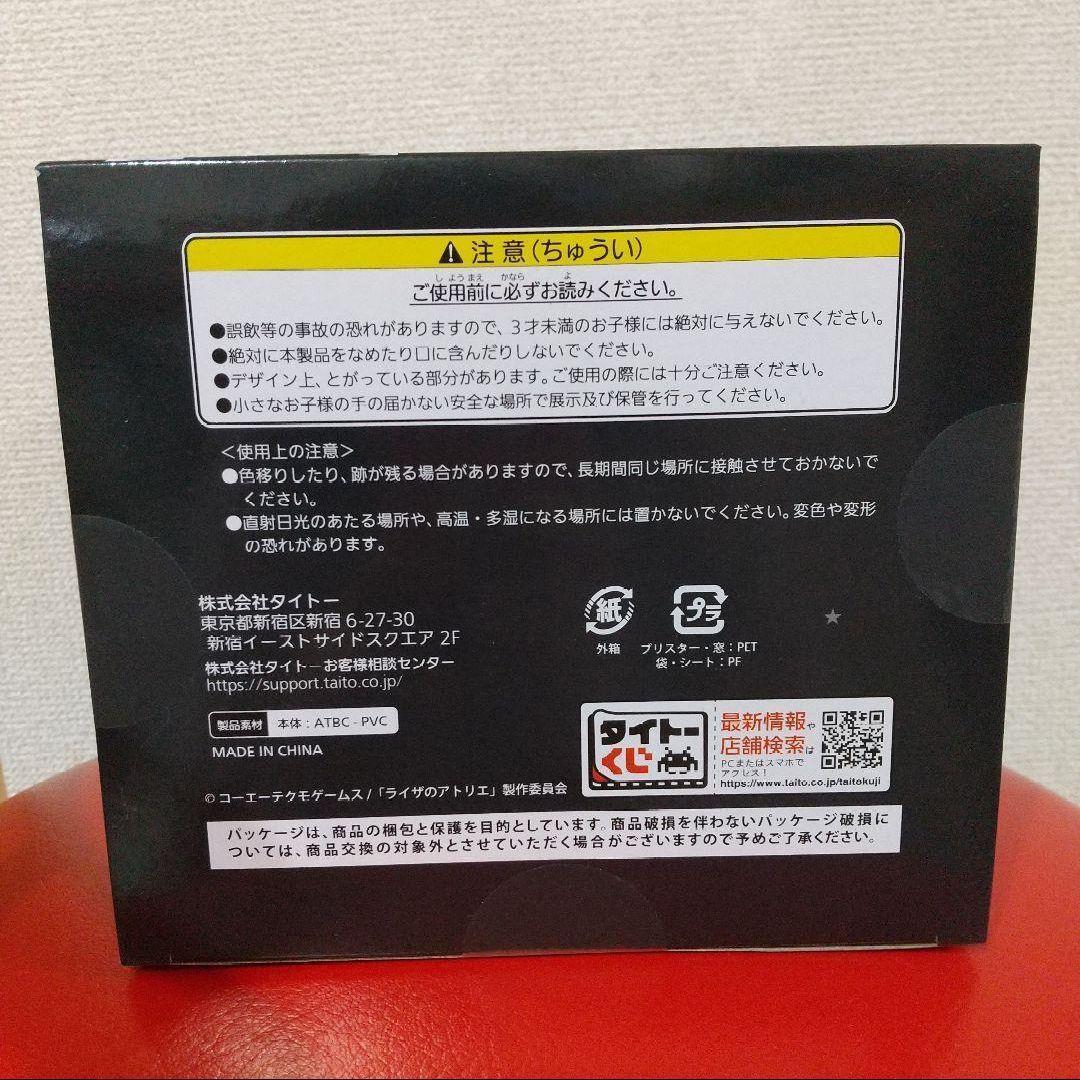 ⚠注意(ちゅうい)
ご使用前に必ずお読みください。
●誤飲等の事故の恐れがありますので、3才未満のお子様には絶対に与えないでください。
●絶対に本製品をなめたり口に含んだりしないでください。
●デザイン上、とがっている部分があります。ご使用の際には十分ご注意ください。
●小さなお子様の手の届かない安全な場所で展示及び保管を行ってください。
＜使用上の注意＞
●色移りしたり、跡が残る場合がありますので、長期間同じ場所に接触させておかないで
ください。
●直射日光のあたる場所や、高温・多湿になる場所には置かないでください。変色や変形
の恐れがあります。
株式会社タイトー
東京都新宿区新宿 6-27-30
新宿イーストサイドスクエア 2F
株式会社タイトーお客様相談センター
https://support.taito.co.jp/
紙
外箱
プラ
ブリスター・窓：PET
袋・シート：PF
製品素材 本体：ATBC-PVC
MADE IN CHINA
タイトー
くじ
最新情報や
店舗検索は
PCまたはスマホで
アクセス！
https://www.taito.co.jp/taitokuji
© コーエーテクモゲームス/「ライザのアトリエ」製作委員会
パッケージは、商品の梱包と保護を目的としています。商品破損を伴わないパッケージ破損に
ついては、商品交換の対象外とさせていただく場合がございますので予めご了承ください。